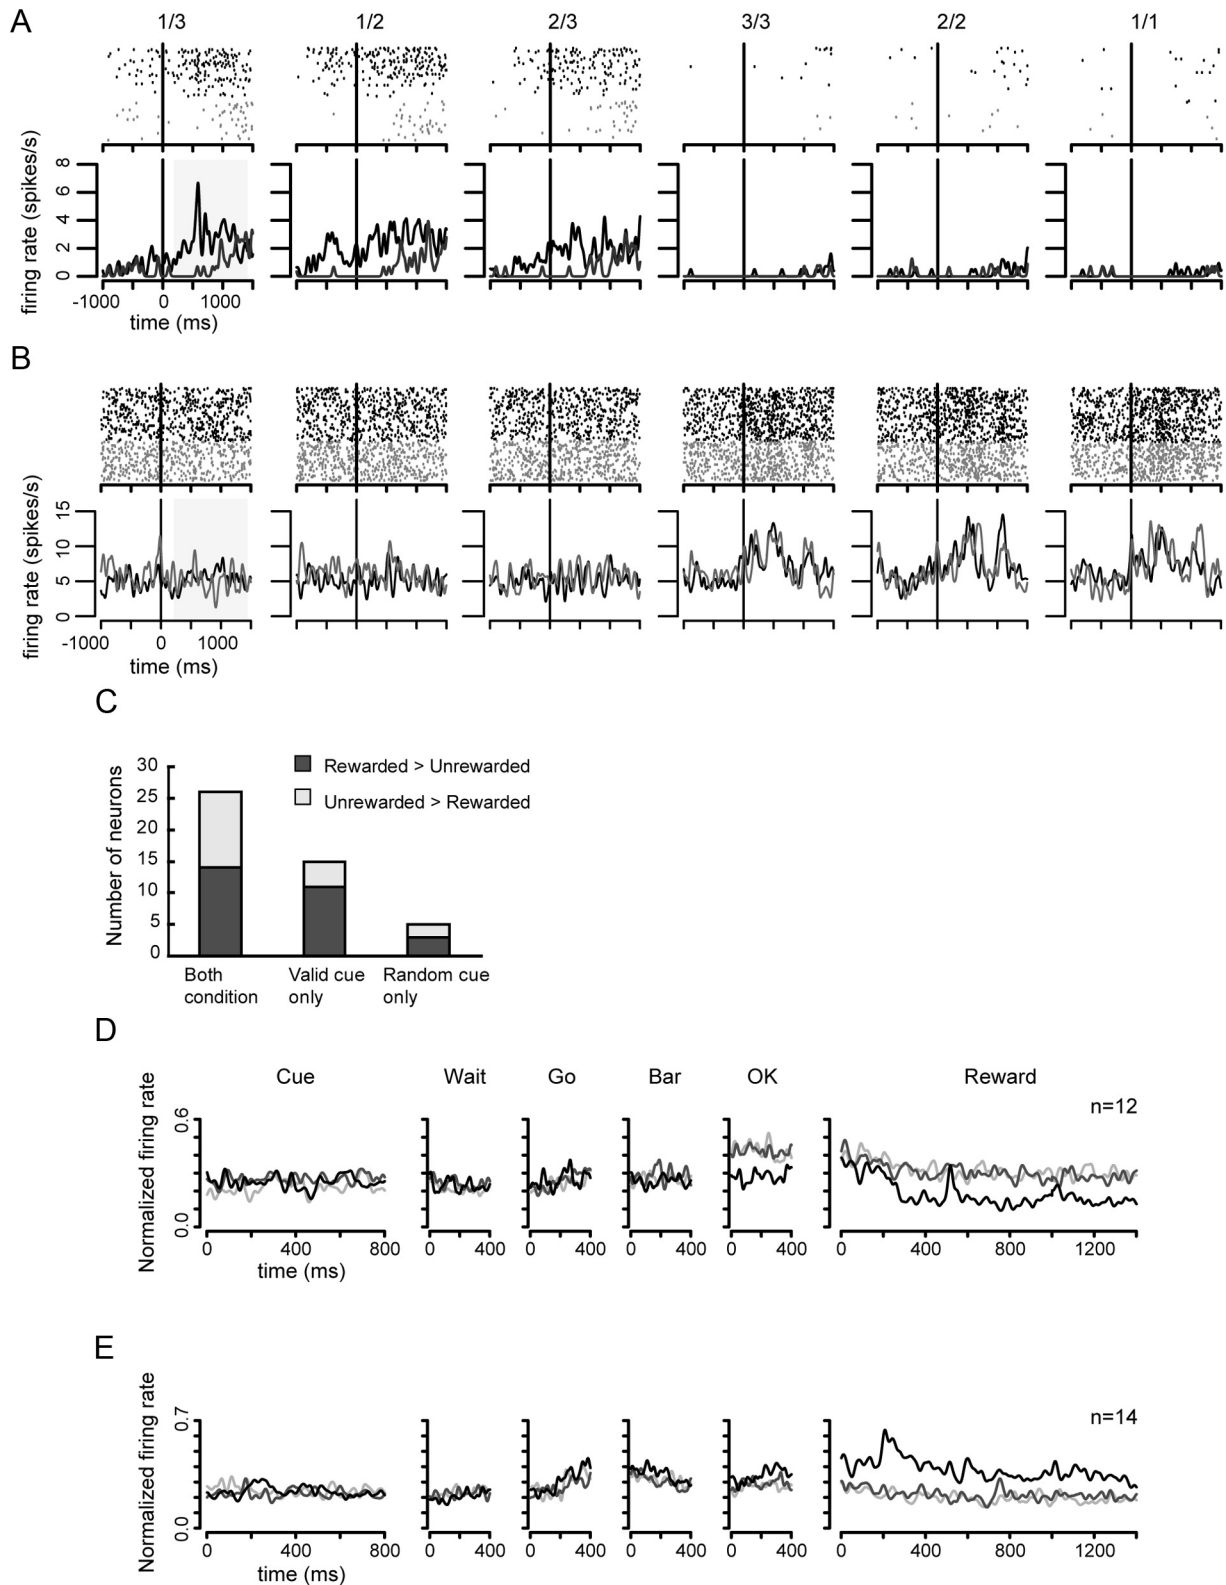 A
1/3 1/2 2/3 3/3 2/2 1/1
firing rate (spikes/s)
8
6
4
2
0
-1000 0 1000
time (ms)
B
firing rate (spikes/s)
15
10
5
0
-1000 0 1000
time (ms)
C
Number of neurons
30
25
20
15
10
5
0
Rewarded > Unrewarded
Unrewarded > Rewarded
Both condition
Valid cue only
Random cue only
D
Cue Wait Go Bar OK Reward
n=12
Normalized firing rate
0.6
0.0
0 400 800 0 400 0 400 0 400 0 400 0 400 800 1200
time (ms)
E
n=14
Normalized firing rate
0.7
0.0
0 400 800 0 400 0 400 0 400 0 400 0 400 800 1200
time (ms)